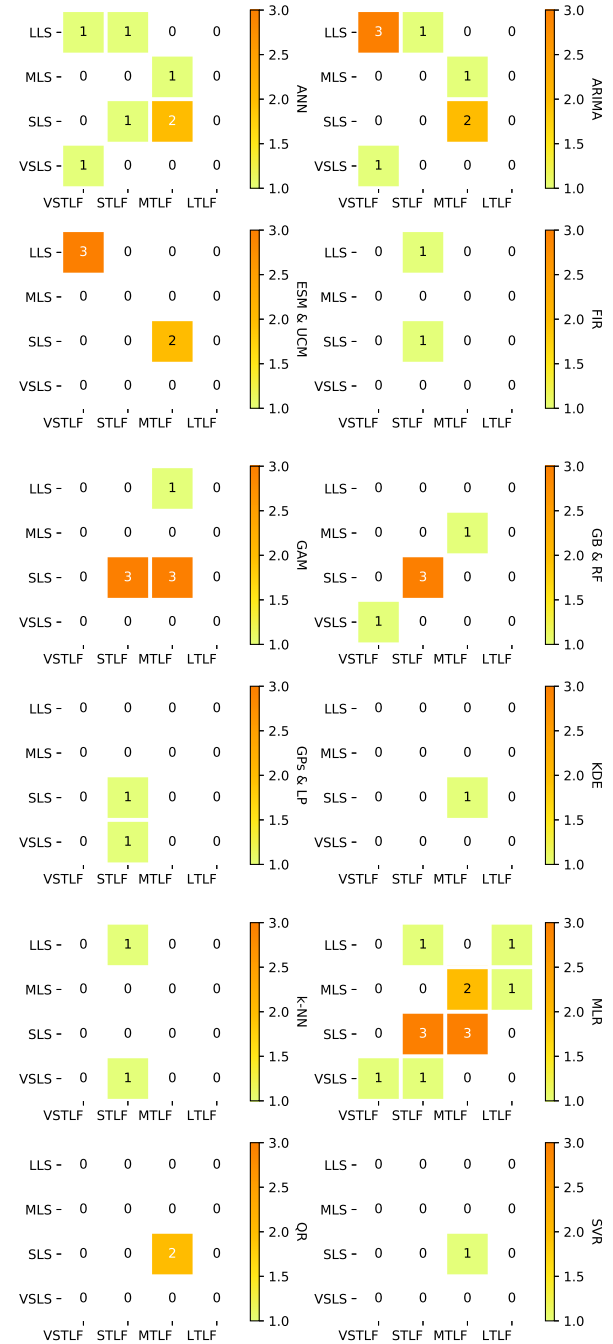 LLS 1 1 0 0
MLS 0 0 1 0
SLS 0 1 2 0
VSLS 1 0 0 0
VSTLF STLF MTLF LTLF
3.0
2.5
2.0
1.5
1.0
ANN
LLS 3 1 0 0
MLS 0 0 1 0
SLS 0 0 2 0
VSLS 1 0 0 0
VSTLF STLF MTLF LTLF
3.0
2.5
2.0
1.5
1.0
ARIMA
LLS 3 0 0 0
MLS 0 0 0 0
SLS 0 0 2 0
VSLS 0 0 0 0
VSTLF STLF MTLF LTLF
3.0
2.5
2.0
1.5
1.0
ESM & UCM
LLS 0 1 0 0
MLS 0 0 0 0
SLS 0 1 0 0
VSLS 0 0 0 0
VSTLF STLF MTLF LTLF
3.0
2.5
2.0
1.5
1.0
FIR
LLS 0 0 1 0
MLS 0 0 0 0
SLS 0 3 3 0
VSLS 0 0 0 0
VSTLF STLF MTLF LTLF
3.0
2.5
2.0
1.5
1.0
GAM
LLS 0 0 0 0
MLS 0 0 1 0
SLS 0 3 0 0
VSLS 1 0 0 0
VSTLF STLF MTLF LTLF
3.0
2.5
2.0
1.5
1.0
GB & RF
LLS 0 0 0 0
MLS 0 0 0 0
SLS 0 1 0 0
VSLS 0 1 0 0
VSTLF STLF MTLF LTLF
3.0
2.5
2.0
1.5
1.0
GPs & LP
LLS 0 0 0 0
MLS 0 0 0 0
SLS 0 0 1 0
VSLS 0 0 0 0
VSTLF STLF MTLF LTLF
3.0
2.5
2.0
1.5
1.0
KDE
LLS 0 1 0 0
MLS 0 0 0 0
SLS 0 0 0 0
VSLS 0 1 0 0
VSTLF STLF MTLF LTLF
3.0
2.5
2.0
1.5
1.0
k-NN
LLS 0 1 0 1
MLS 0 0 2 1
SLS 0 3 3 0
VSLS 1 1 0 0
VSTLF STLF MTLF LTLF
3.0
2.5
2.0
1.5
1.0
MLR
LLS 0 0 0 0
MLS 0 0 0 0
SLS 0 0 2 0
VSLS 0 0 0 0
VSTLF STLF MTLF LTLF
3.0
2.5
2.0
1.5
1.0
QR
LLS 0 0 0 0
MLS 0 0 0 0
SLS 0 0 1 0
VSLS 0 0 0 0
VSTLF STLF MTLF LTLF
3.0
2.5
2.0
1.5
1.0
SVR